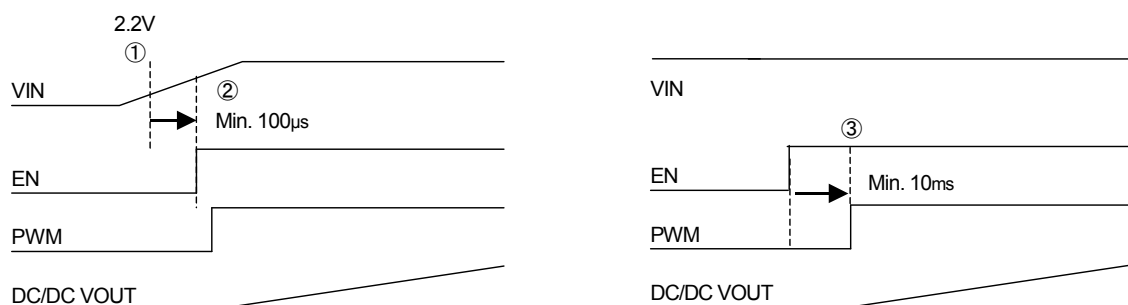 2.2V
①
VIN
②
Min. 100µs
EN
PWM
DC/DC VOUT
VIN
③
EN
Min. 10ms
PWM
DC/DC VOUT